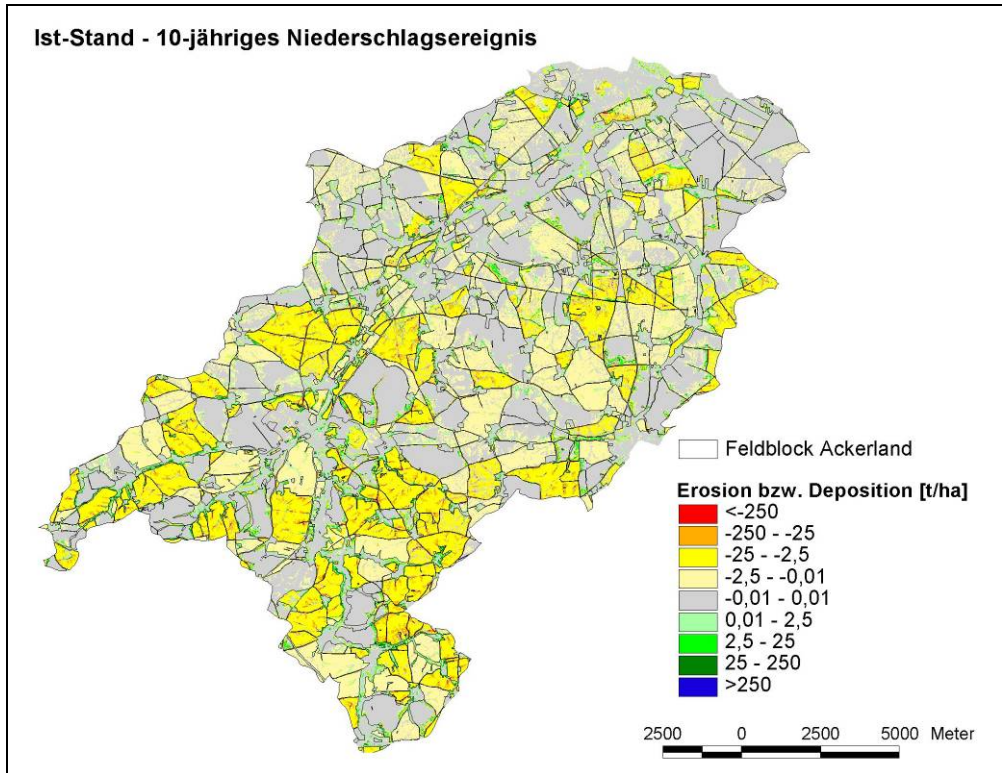 Ist-Stand - 10-jähriges Niederschlagsereignis
Feldblock Ackerland
Erosion bzw. Deposition [t/ha]
<-250
-250 - -25
-25 - -2,5
-2,5 - -0,01
-0,01 - 0,01
0,01 - 2,5
2,5 - 25
25 - 250
>250
2500 0 2500 5000 Meter